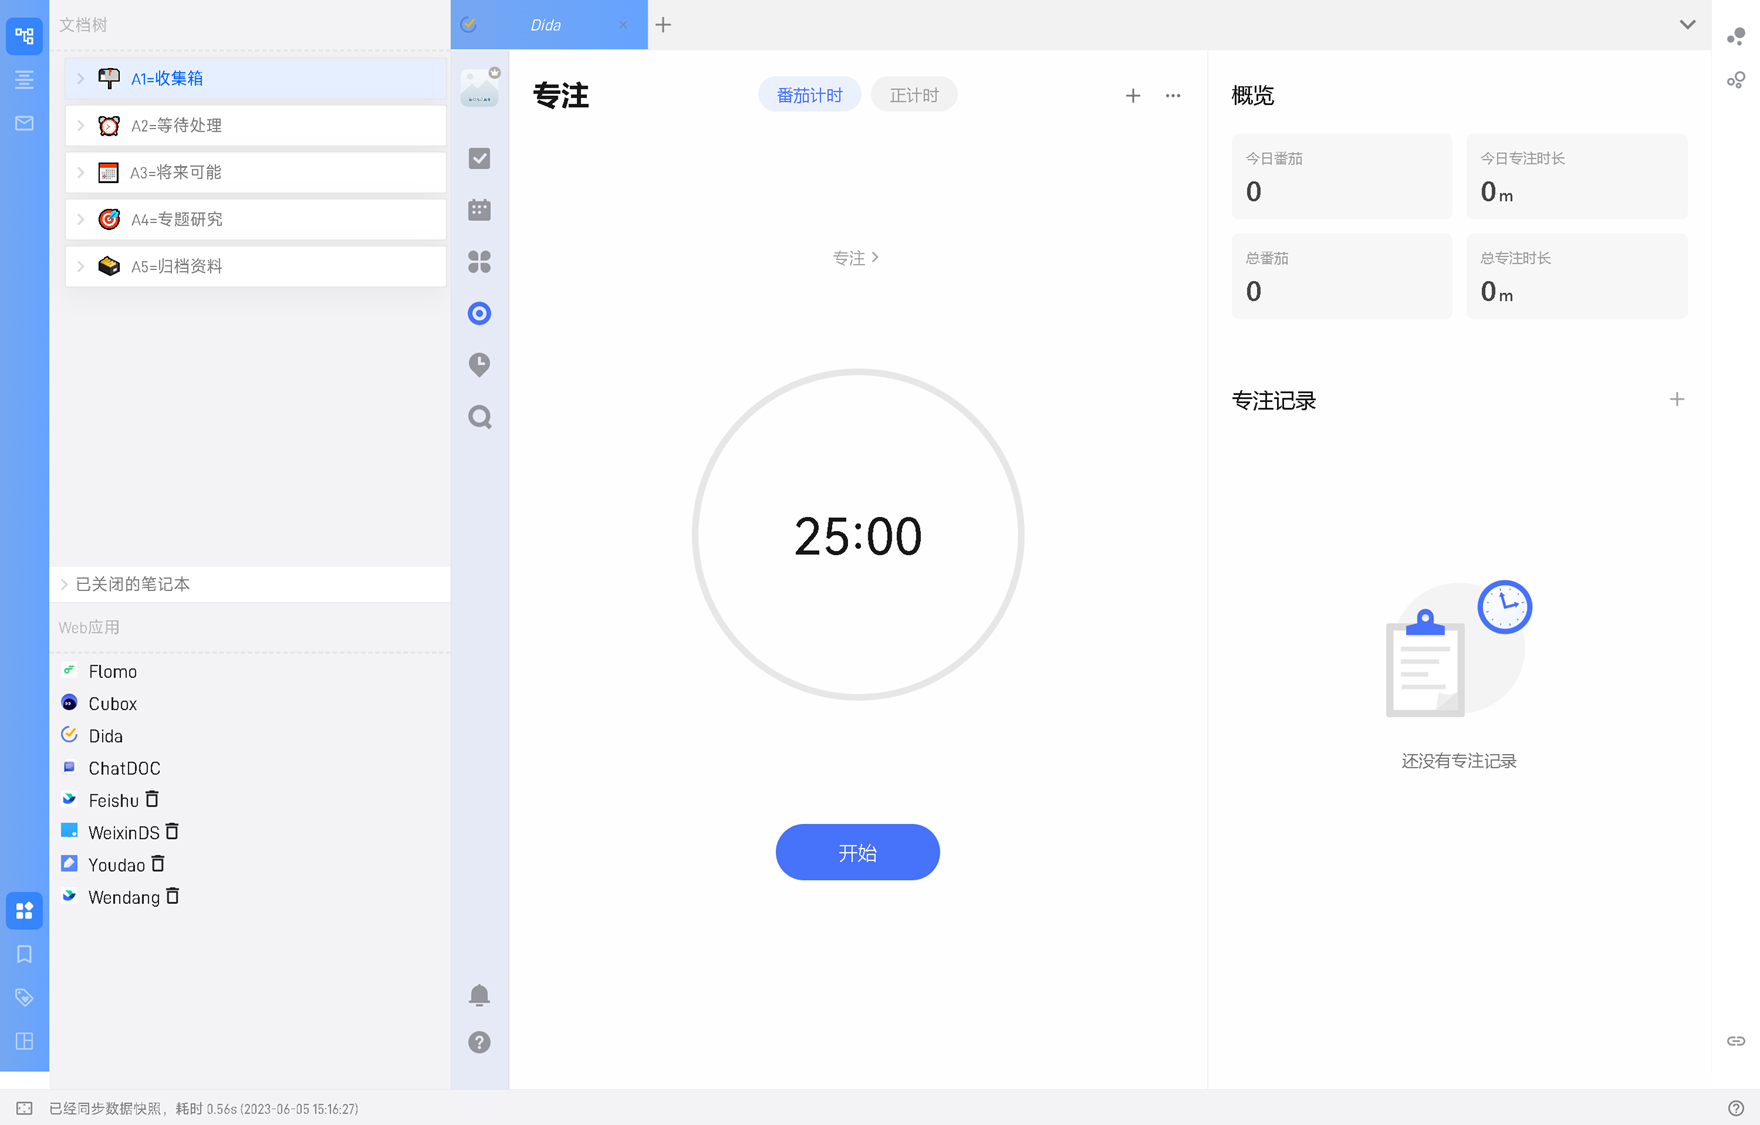 文档树
A1=收集箱
A2=等待处理
A3=将来可能
A4=专题研究
A5=归档资料
已关闭的笔记本
Web应用
Flomo
Cubox
Dida
ChatDOC
Feishu
WeixinDS
Youdao
Wendang
Dida
专注
番茄计时
正计时
专注
25:00
开始
概览
今日番茄
0
今日专注时长
0m
总番茄
0
总专注时长
0m
专注记录
还没有专注记录
已经同步数据快照，耗时 0.56s (2023-06-05 15:16:27)